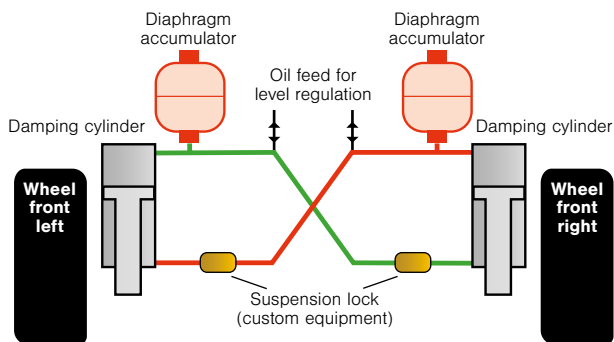 Diaphragm
accumulator
Diaphragm
accumulator
Oil feed for
level regulation
Damping cylinder
Damping cylinder
Wheel
front
left
Wheel
front
right
Suspension lock
(custom equipment)